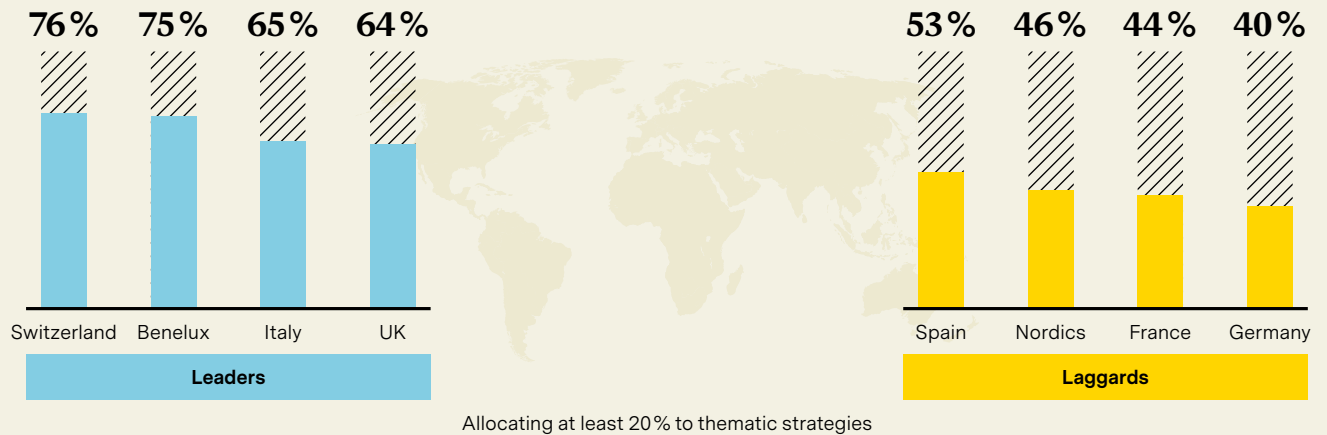 76 % 75 % 65 % 64 % 53 % 46 % 44 % 40 %
Switzerland Benelux Italy UK Spain Nordics France Germany
Leaders Laggards
Allocating at least 20 % to thematic strategies